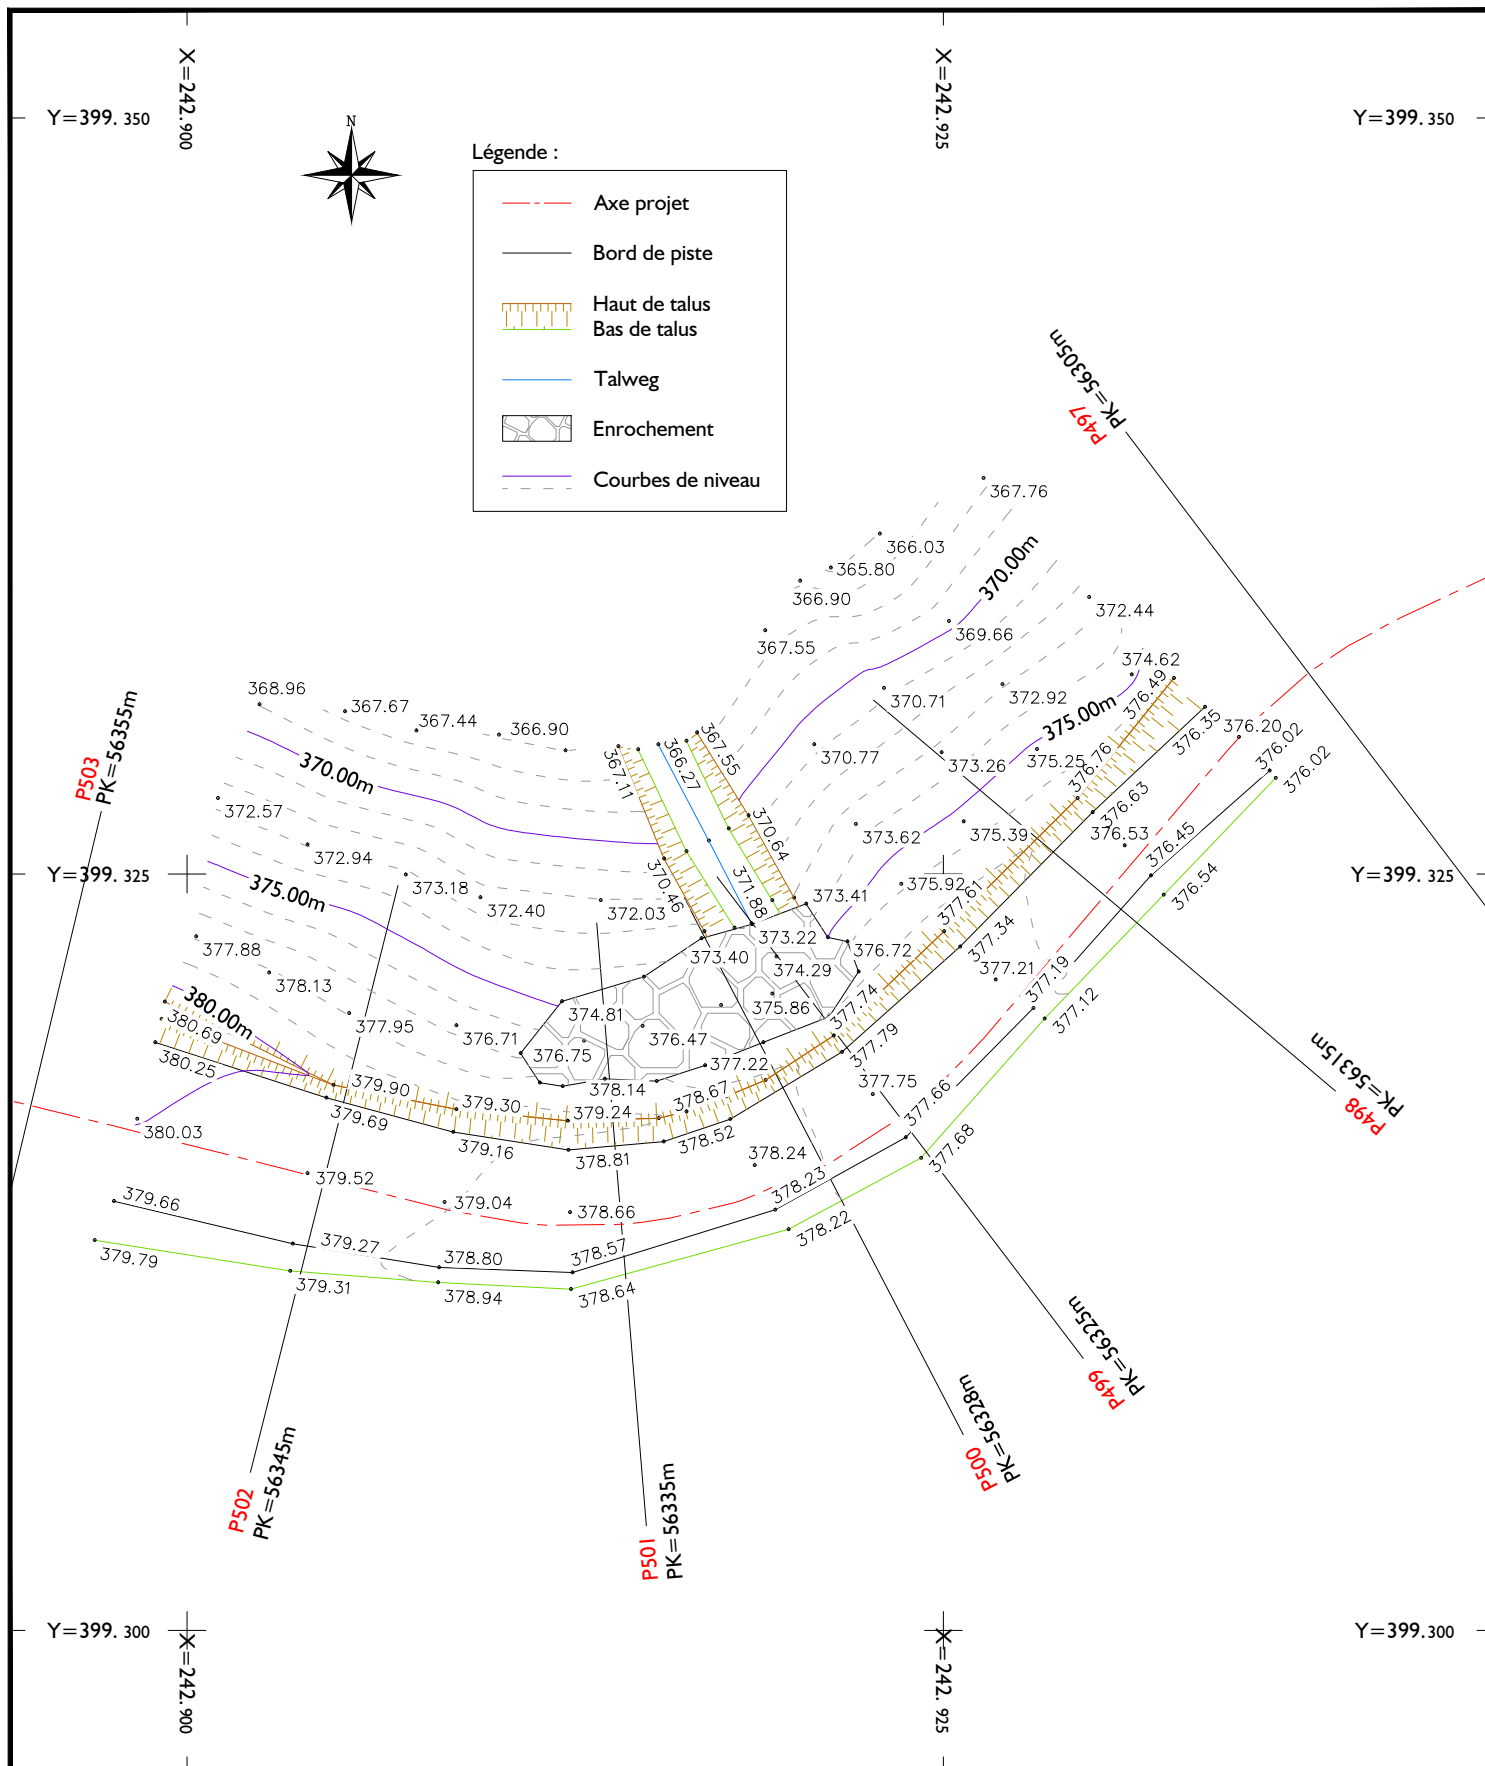 X=242.900
X=242.925
Y=399.350
Y=399.350
N
Légende :
Axe projet
Bord de piste
Haut de talus
Bas de talus
Talweg
Enrochement
Courbes de niveau
PK=56305m
P497
367.76
366.03
365.80
366.90
370.00m
372.44
369.66
367.55
374.62
376.49
368.96
367.67
367.44
366.90
370.71
372.92
375.00m
376.35
376.20
376.02
376.02
P503
PK=56355m
370.00m
367.11
366.27
367.55
370.77
373.26
375.25
376.76
376.63
376.53
376.45
372.57
372.94
373.62
375.39
370.64
Y=399.325
Y=399.325
375.00m
373.18
372.40
372.03
370.46
371.88
373.41
375.92
377.61
376.54
377.34
377.88
378.13
373.40
373.22
374.29
376.72
377.21
377.19
377.12
380.00m
377.95
376.71
374.81
375.86
377.74
377.79
380.69
380.25
376.75
376.47
377.22
377.75
PK=56315m
P498
379.90
379.69
379.30
378.14
379.24
378.67
377.66
377.68
380.03
379.16
378.81
378.52
378.24
378.23
379.52
379.66
379.04
378.66
378.22
379.27
378.80
378.57
379.79
379.31
378.94
378.64
PK=56325m
P499
PK=56328m
P500
P502
PK=56345m
P501
PK=56335m
Y=399.300
Y=399.300
X=242.900
X=242.925